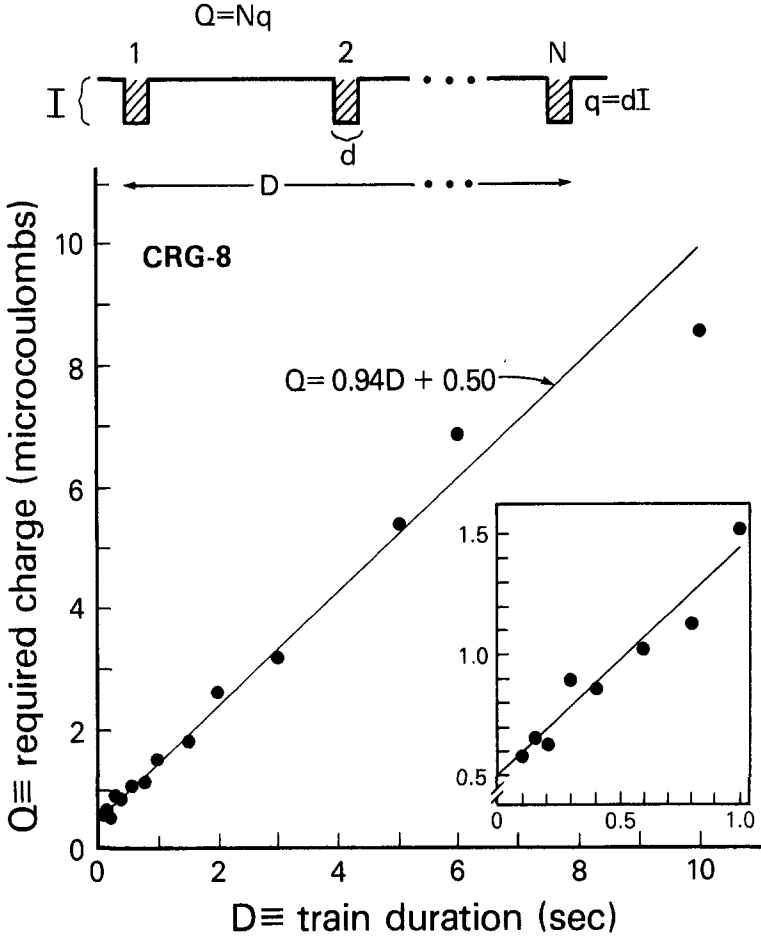 Q=Nq
1 2 N
I { q=dI
d
D
CRG-8
Q= 0.94D + 0.50
Q≡ required charge (microcoulombs)
10
8
6
4
2
0
0 2 4 6 8 10
D≡ train duration (sec)
1.5
1.0
0.5
0 0.5 1.0